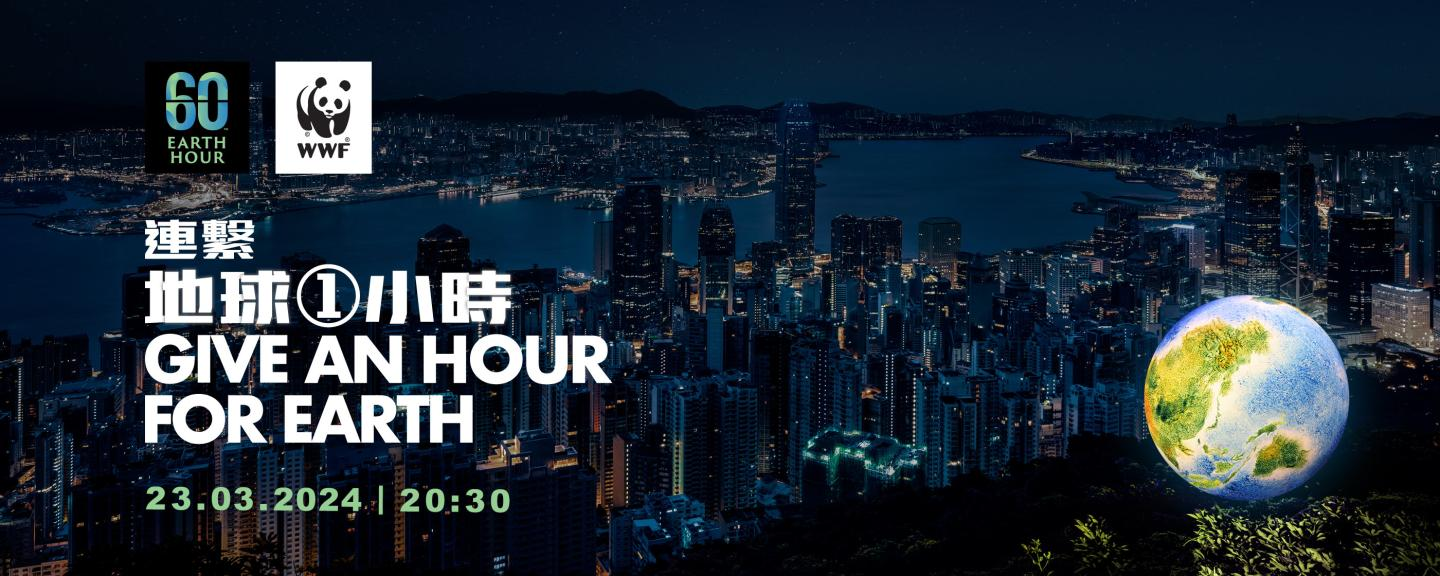 60
EARTH
HOUR
WWF
連繫
地球①小時
GIVE AN HOUR
FOR EARTH
23.03.2024 | 20:30